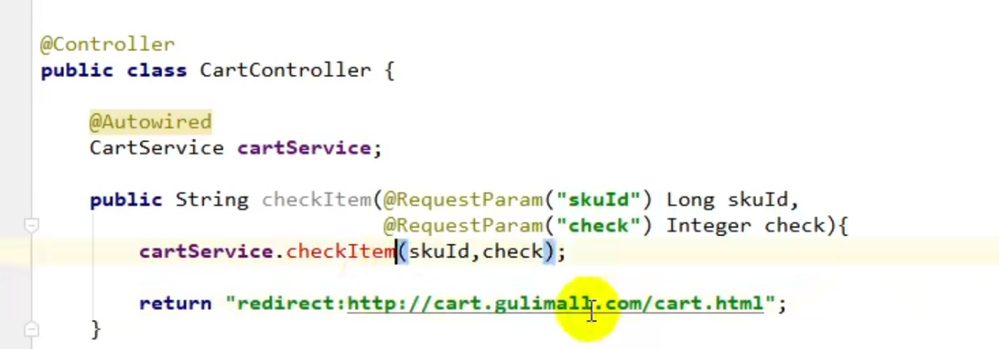 @Controller
public class CartController {
@Autowired
CartService cartService;
public String checkItem(@RequestParam("skuId") Long skuId,
@RequestParam("check") Integer check){
cartService.checkItem(skuId,check);
return "redirect:http://cart.gulimall.com/cart.html";
}